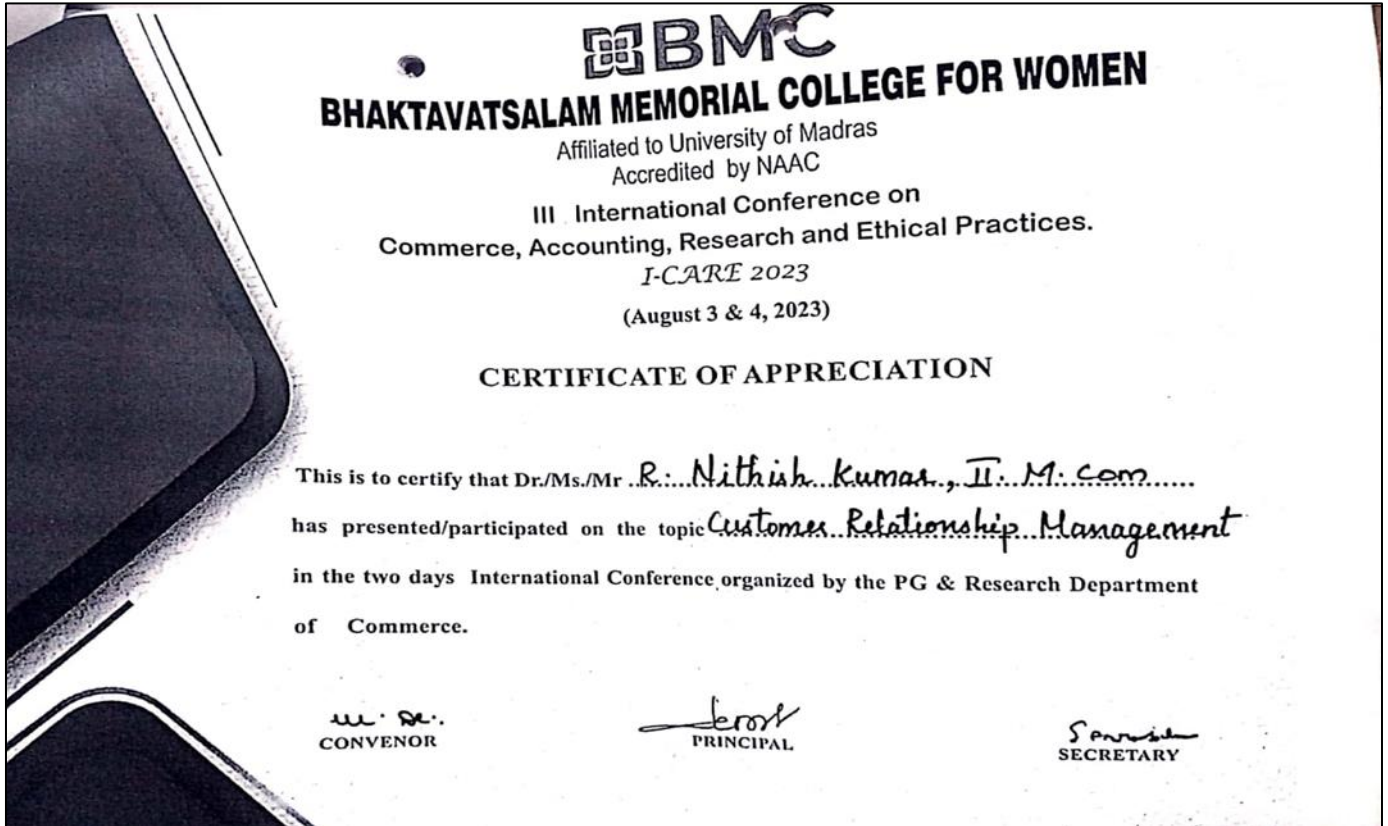 BMC
BHAKTAVATSALAM MEMORIAL COLLEGE FOR WOMEN
Affiliated to University of Madras
Accredited by NAAC
III International Conference on
Commerce, Accounting, Research and Ethical Practices.
I-CARE 2023
(August 3 & 4, 2023)
CERTIFICATE OF APPRECIATION
This is to certify that Dr./Ms./Mr R. Nithish Kumar, II. M. Com
has presented/participated on the topic Customer Relationship Management
in the two days International Conference organized by the PG & Research Department
of Commerce.
CONVENOR PRINCIPAL SECRETARY